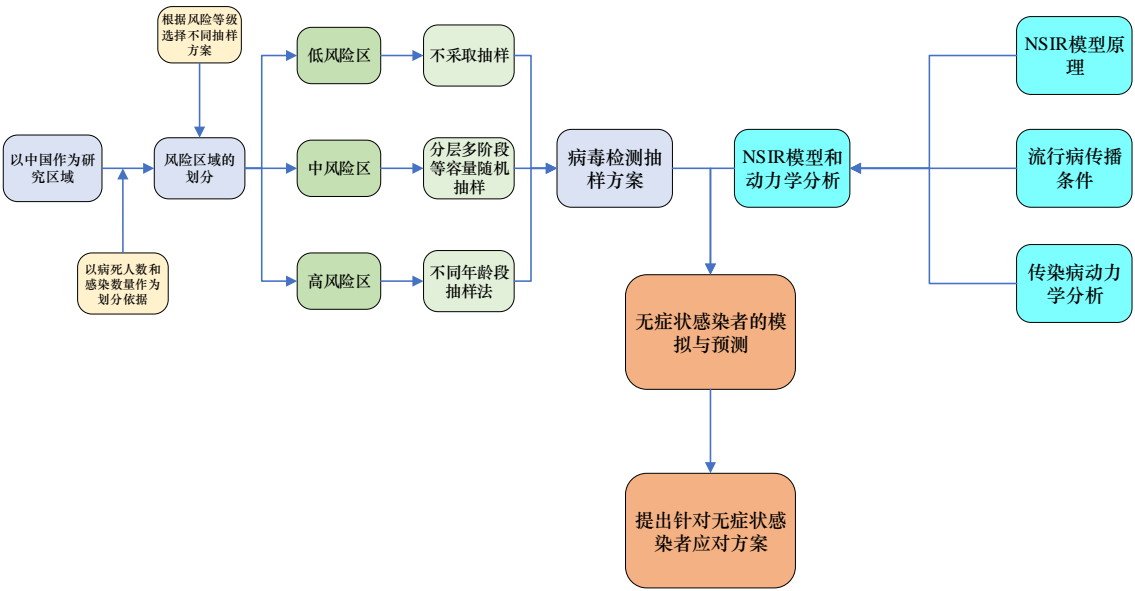 根据风险等级
选择不同抽样
方案
以中国作为研
究区域
风险区域的
划分
以病死人数和
感染数量作为
划分依据
低风险区
不采取抽样
中风险区
分层多阶段
等容量随机
抽样
高风险区
不同年龄段
抽样法
病毒检测抽
样方案
NSIR模型和
动力学分析
NSIR模型原
理
流行病传播
条件
传染病动力
学分析
无症状感染者的模
拟与预测
提出针对无症状感
染者应对方案